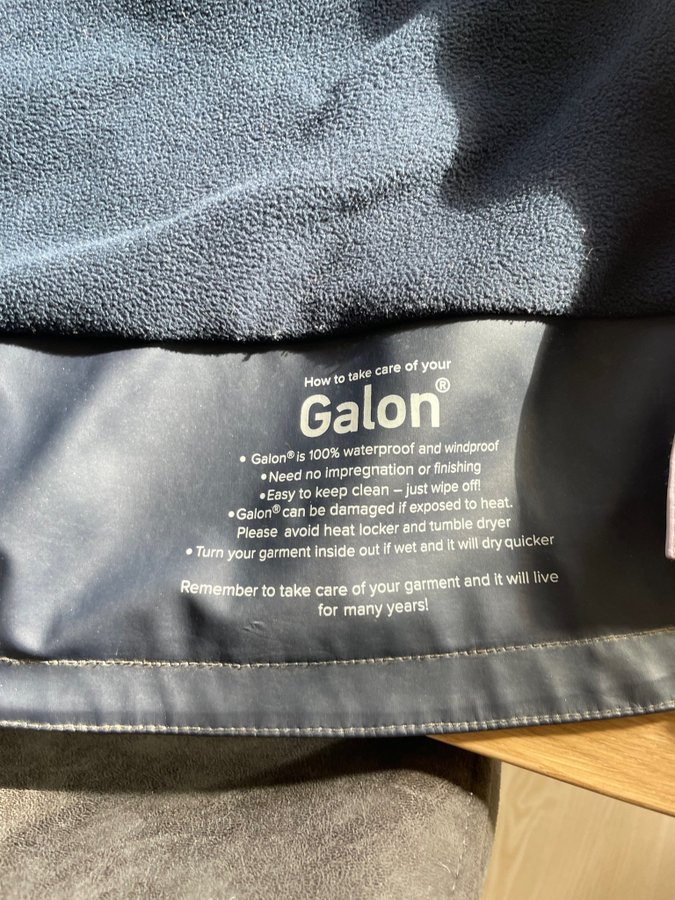 How to take care of your
Galon®
• Galon® is 100% waterproof and windproof
• Need no impregnation or finishing
• Easy to keep clean – just wipe off!
• Galon® can be damaged if exposed to heat.
Please avoid heat locker and tumble dryer
• Turn your garment inside out if wet and it will dry quicker
Remember to take care of your garment and it will live
for many years!